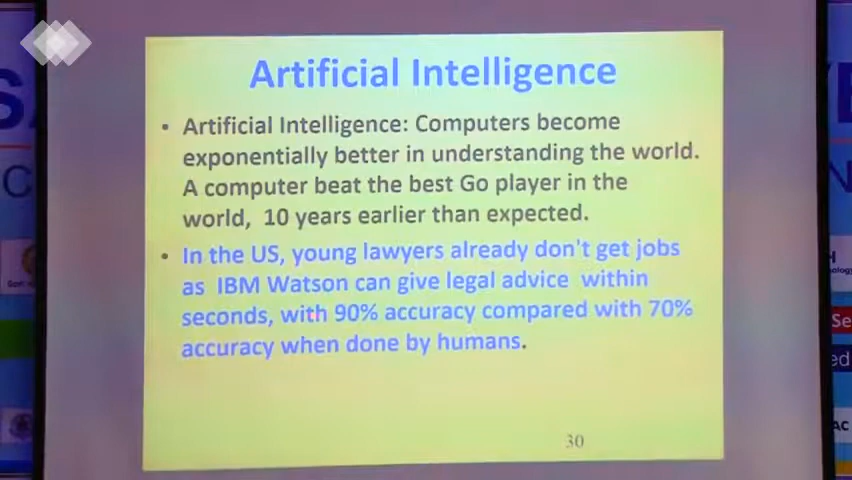 Artificial Intelligence
• Artificial Intelligence: Computers become
exponentially better in understanding the world.
A computer beat the best Go player in the
world, 10 years earlier than expected.
• In the US, young lawyers already don't get jobs
as IBM Watson can give legal advice within
seconds, with 90% accuracy compared with 70%
accuracy when done by humans.
30